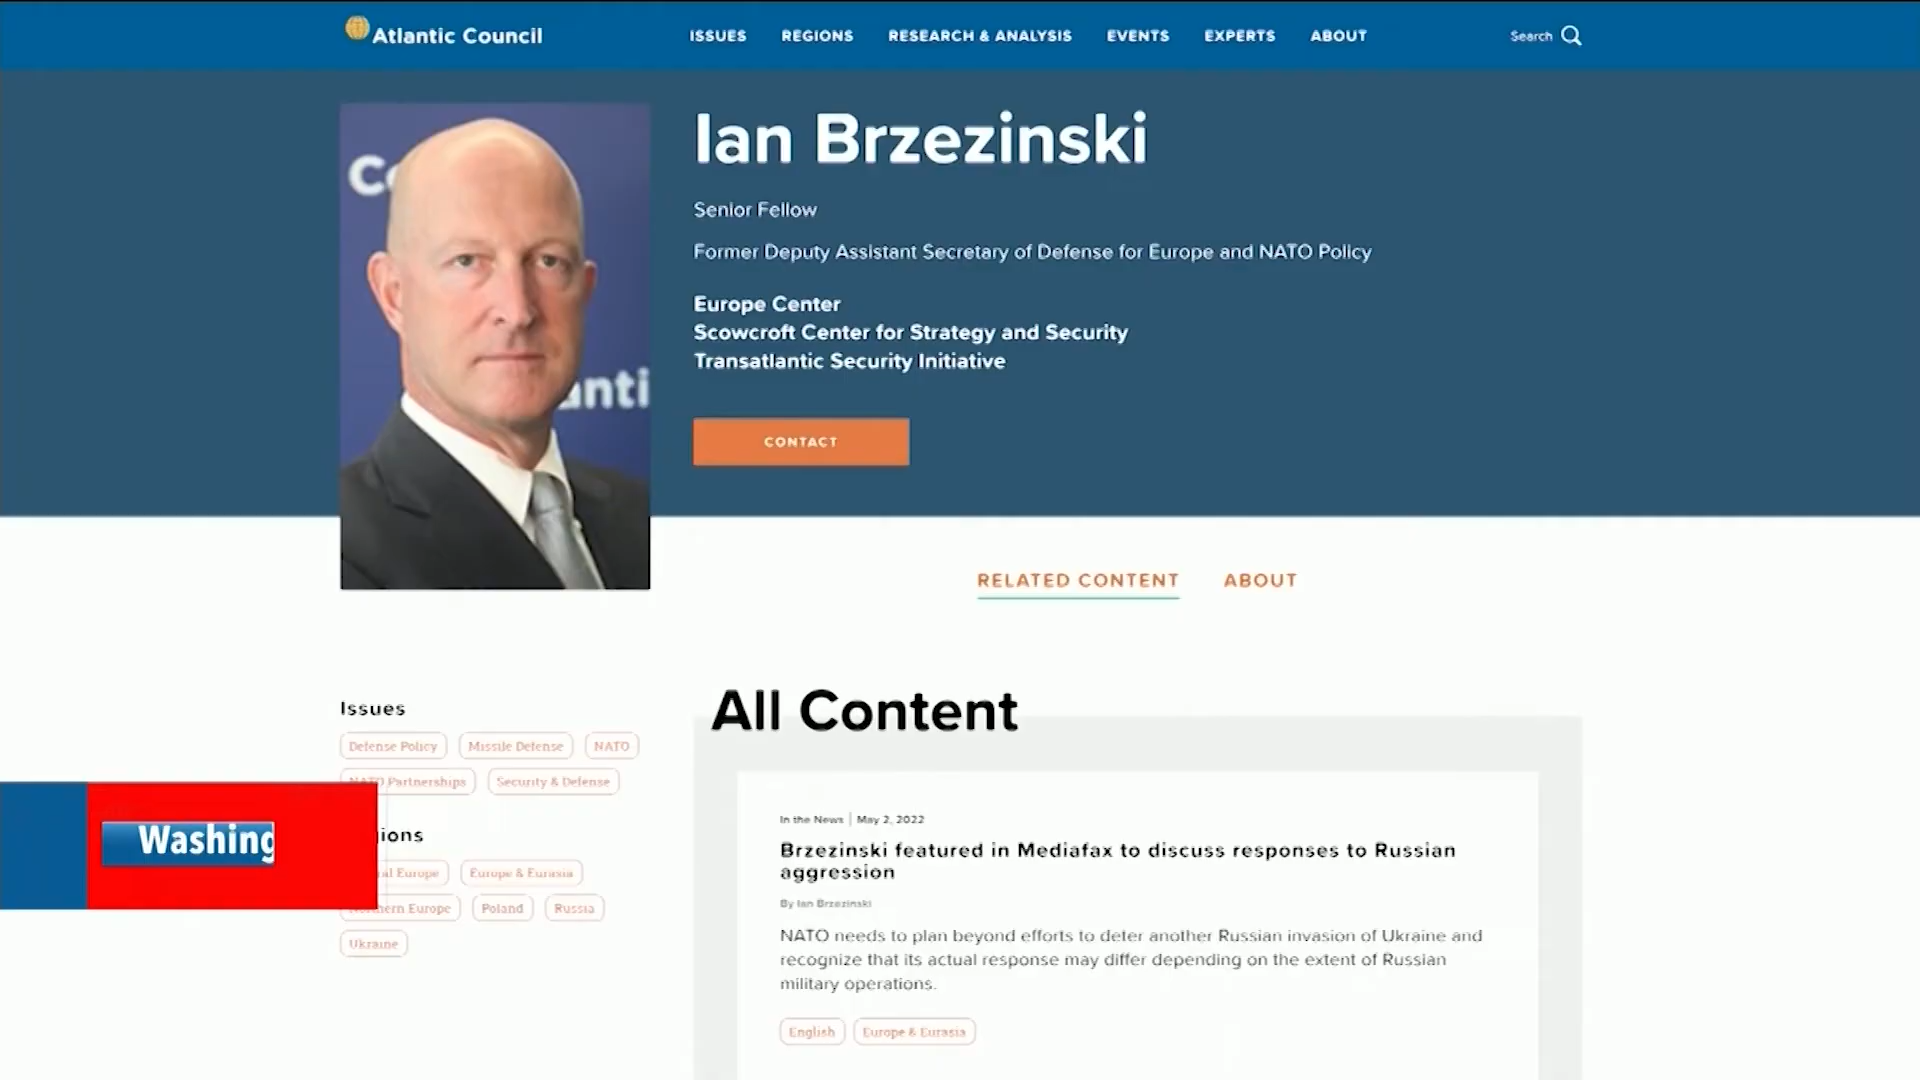 Atlantic Council
ISSUES REGIONS RESEARCH & ANALYSIS EVENTS EXPERTS ABOUT
Search
Ian Brzezinski
Senior Fellow
Former Deputy Assistant Secretary of Defense for Europe and NATO Policy
Europe Center
Scowcroft Center for Strategy and Security
Transatlantic Security Initiative
CONTACT
RELATED CONTENT ABOUT
Issues
Defense Policy Missile Defense NATO
NATO Partnerships Security & Defense
Europe & Eurasia
Northern Europe Poland Russia
Ukraine
Washing
All Content
In the News | May 2, 2022
Brzezinski featured in Mediafax to discuss responses to Russian
aggression
By Ian Brzezinski
NATO needs to plan beyond efforts to deter another Russian invasion of Ukraine and
recognize that its actual response may differ depending on the extent of Russian
military operations.
English Europe & Eurasia